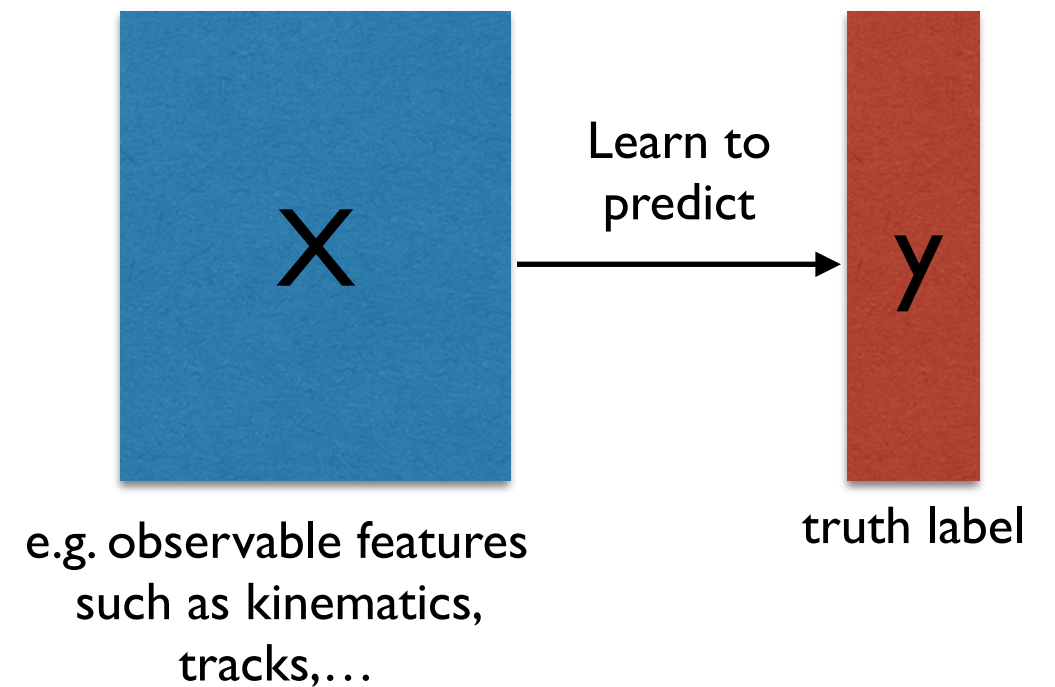 X
Learn to
predict
y
e.g. observable features
such as kinematics,
tracks,…
truth label